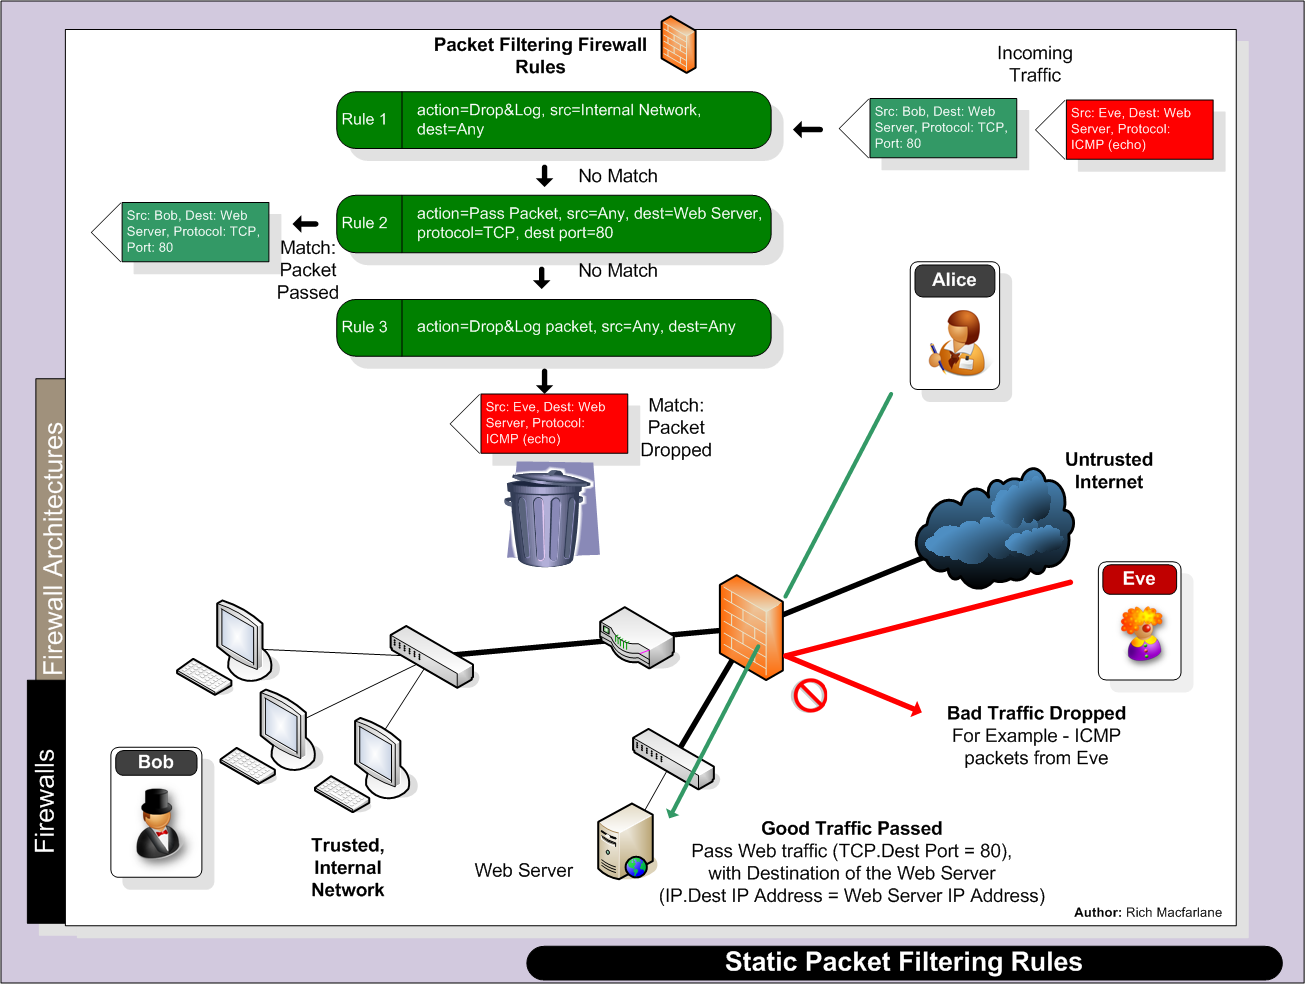 Packet Filtering Firewall
Rules
Incoming
Traffic
Rule 1
action=Drop&Log, src=Internal Network,
dest=Any
Src: Bob, Dest: Web
Server, Protocol: TCP,
Port: 80
Src: Eve, Dest: Web
Server, Protocol:
ICMP (echo)
No Match
Src: Bob, Dest: Web
Server, Protocol: TCP,
Port: 80
Match:
Packet
Passed
Rule 2
action=Pass Packet, src=Any, dest=Web Server,
protocol=TCP, dest port=80
No Match
Rule 3
action=Drop&Log packet, src=Any, dest=Any
Src: Eve, Dest: Web
Server, Protocol:
ICMP (echo)
Match:
Packet
Dropped
Alice
Untrusted
Internet
Eve
Bad Traffic Dropped
For Example - ICMP
packets from Eve
Bob
Trusted,
Internal
Network
Web Server
Good Traffic Passed
Pass Web traffic (TCP.Dest Port = 80),
with Destination of the Web Server
(IP.Dest IP Address = Web Server IP Address)
Author: Rich Macfarlane
Firewall Architectures
Firewalls
Static Packet Filtering Rules